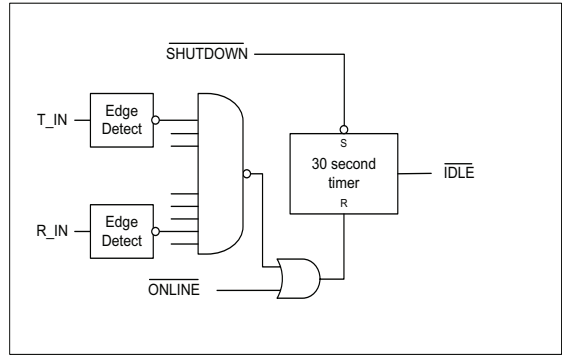 SHUTDOWN
T_IN
Edge
Detect
S
30 second
timer
R
IDLE
R_IN
Edge
Detect
ONLINE